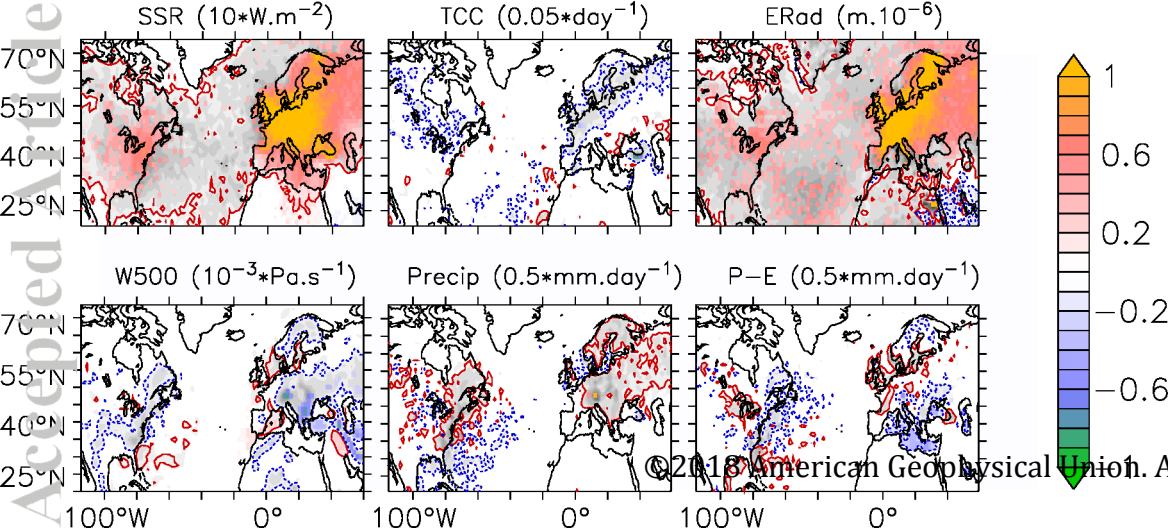 Accepted Article
SSR (10*W.m−2)
TCC (0.05*day−1)
ERad (m.10−6)
70°N
55°N
40°N
25°N
1
0.6
0.2
−0.2
−0.6
−1
W500 (10−3*Pa.s−1)
Precip (0.5*mm.day−1)
P−E (0.5*mm.day−1)
70°N
55°N
40°N
25°N
©2018 American Geophysical Union. A
100°W 0° 100°W 0° 100°W 0°